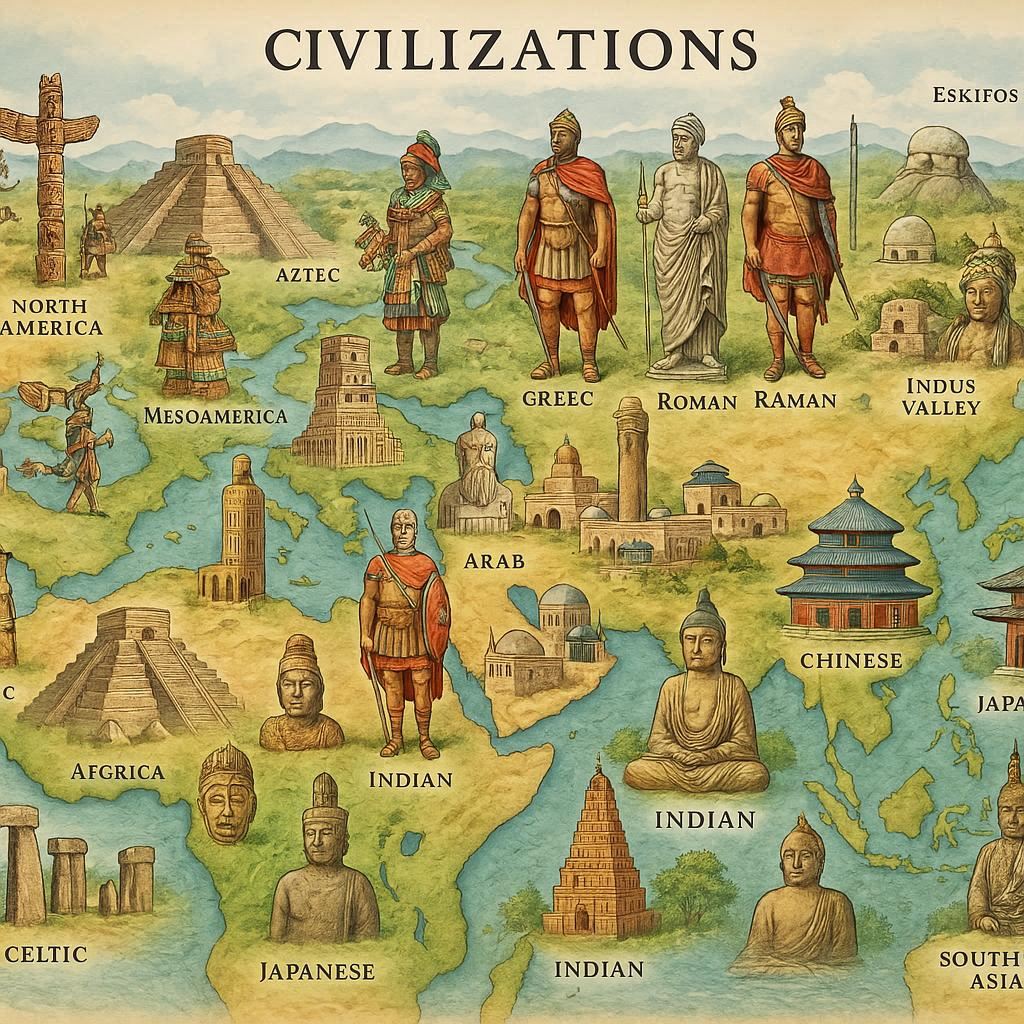 CIVILIZATIONS
ESKIFOS
AZTEC
NORTH
AMERICA
MESOAMERICA
GREEC
ROMAN
RAMAN
INDUS
VALLEY
ARAB
CHINESE
C
JAPA
AFGRICA
INDIAN
INDIAN
CELTIC
JAPANESE
INDIAN
SOUTH
ASIA